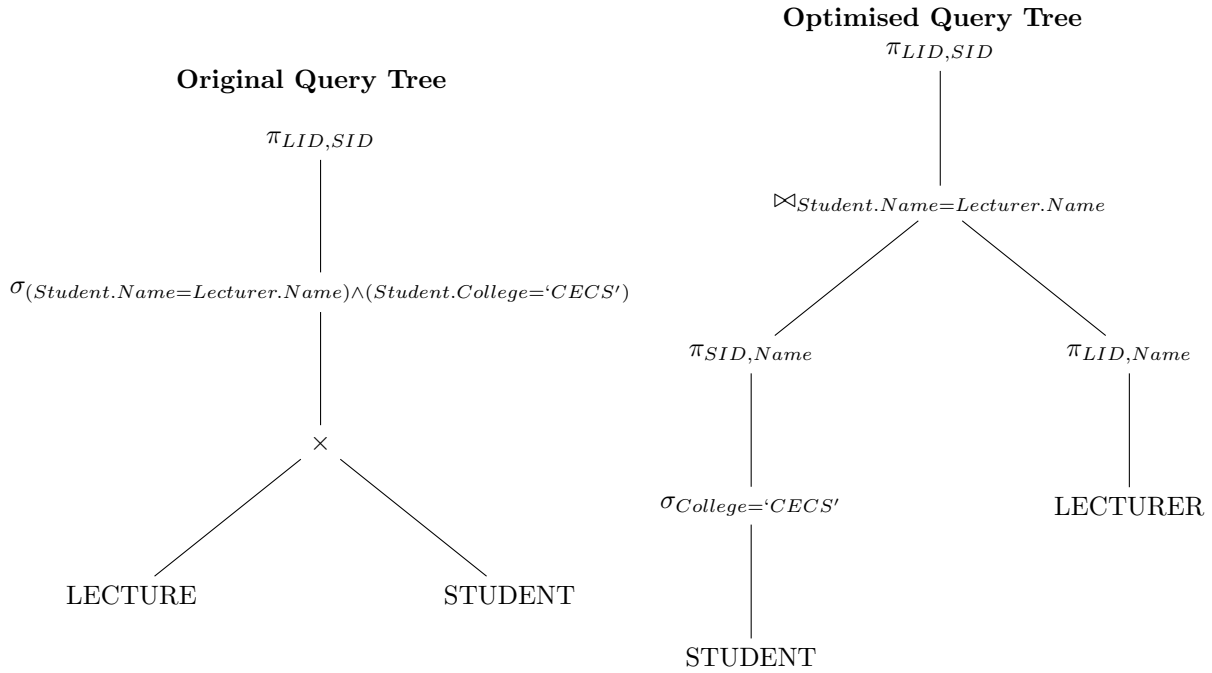 Original Query Tree
π_{LID,SID}
σ_{(Student.Name=Lecturer.Name)∧(Student.College=‘CECS′)}
×
LECTURE STUDENT
Optimised Query Tree
π_{LID,SID}
⋈_{Student.Name=Lecturer.Name}
π_{SID,Name} π_{LID,Name}
σ_{College=‘CECS′} LECTURER
STUDENT